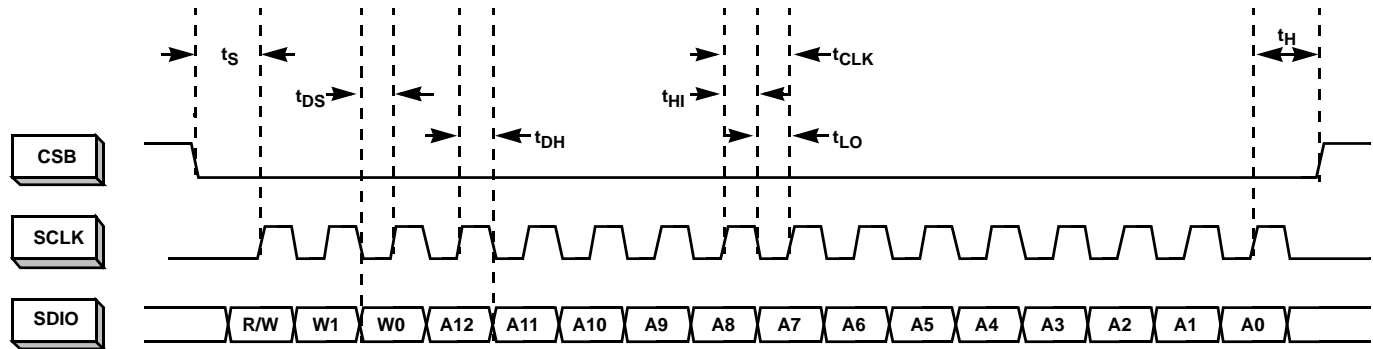 tS
tH
tCLK
tDS
tHI
tDH
tLO
CSB
SCLK
SDIO
R/W W1 W0 A12 A11 A10 A9 A8 A7 A6 A5 A4 A3 A2 A1 A0